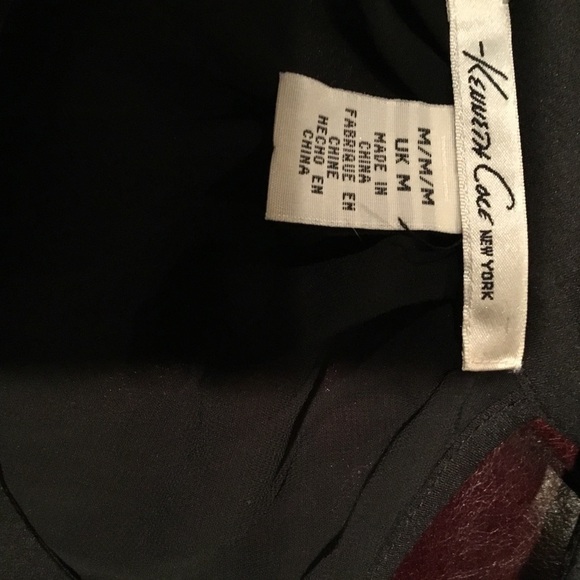 -KENNETH COLE NEW YORK
M/M/M
UK M
MADE IN
CHINA
FABRIQUE EN
CHINE
HECHO EN
CHINA